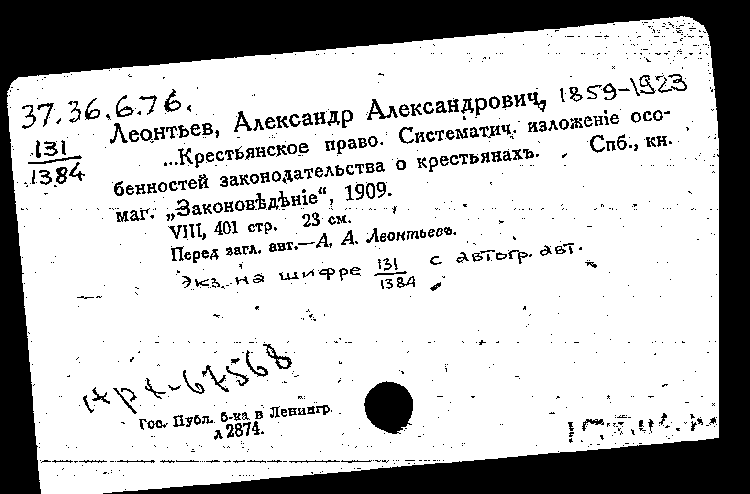 37.36.6.76.
Леонтьев, Александр Александрович, 1859-1923
131
1384
...Крестьянское право. Систематич. изложеніе осо-
бенностей законодательства о крестьянахъ. Спб., кн.
маг. „Законовѣдѣніе“, 1909.
VIII, 401 стр. 23 см.
Перед загл. авт.—А. А. Леонтьевъ.
Экз. на шифре 131/1384 с автогр. авт.
67568
Гос. Публ. б-ка в Ленингр.
л 2874.